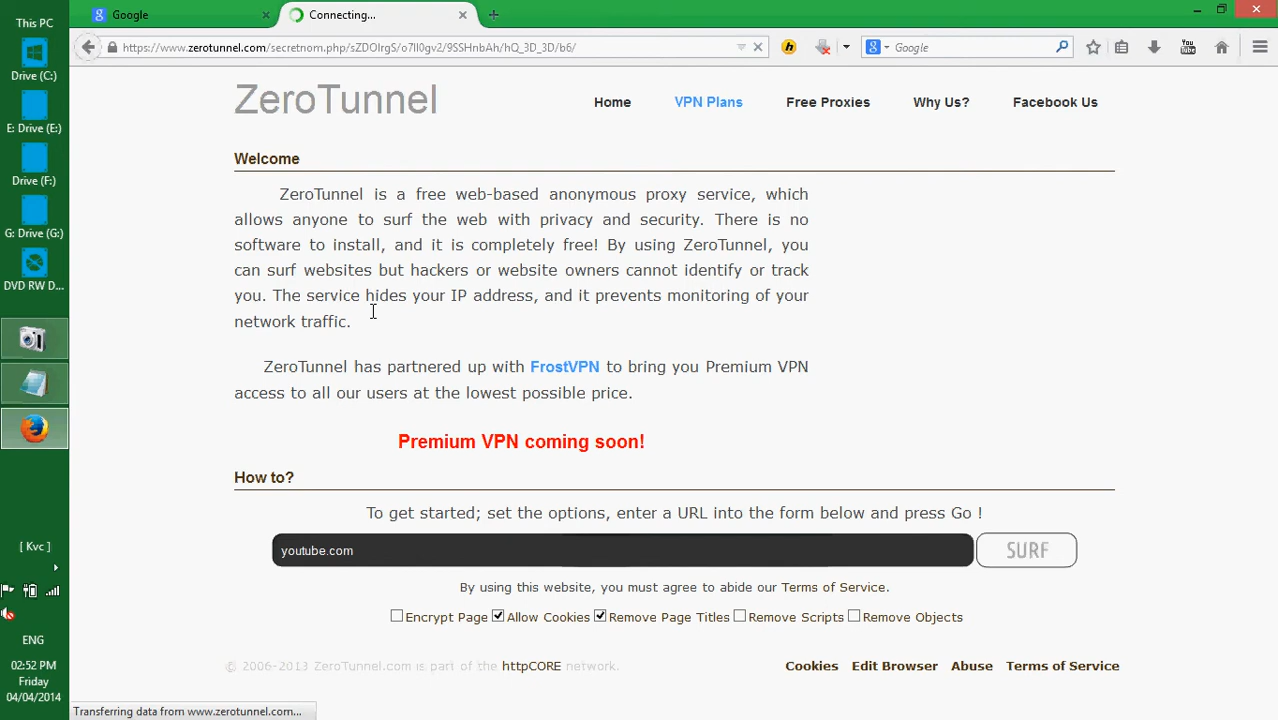 This PC
Drive (C:)
E: Drive (E:)
Drive (F:)
G: Drive (G:)
DVD RW D...
[ Kvc ]
ENG
02:52 PM
Friday
04/04/2014
Google
Connecting...
https://www.zerotunnel.com/secretnom.php/sZDOIrgS/o7Il0gvZ/9SSHnbAh/hQ_3D_3D/b6/
Google
ZeroTunnel
Home VPN Plans Free Proxies Why Us? Facebook Us
Welcome
ZeroTunnel is a free web-based anonymous proxy service, which
allows anyone to surf the web with privacy and security. There is no
software to install, and it is completely free! By using ZeroTunnel, you
can surf websites but hackers or website owners cannot identify or track
you. The service hides your IP address, and it prevents monitoring of your
network traffic.
ZeroTunnel has partnered up with FrostVPN to bring you Premium VPN
access to all our users at the lowest possible price.
Premium VPN coming soon!
How to?
To get started; set the options, enter a URL into the form below and press Go !
youtube.com SURF
By using this website, you must agree to abide our Terms of Service.
Encrypt Page Allow Cookies Remove Page Titles Remove Scripts Remove Objects
© 2006-2013 ZeroTunnel.com is part of the httpCORE network. Cookies Edit Browser Abuse Terms of Service
Transferring data from www.zerotunnel.com...